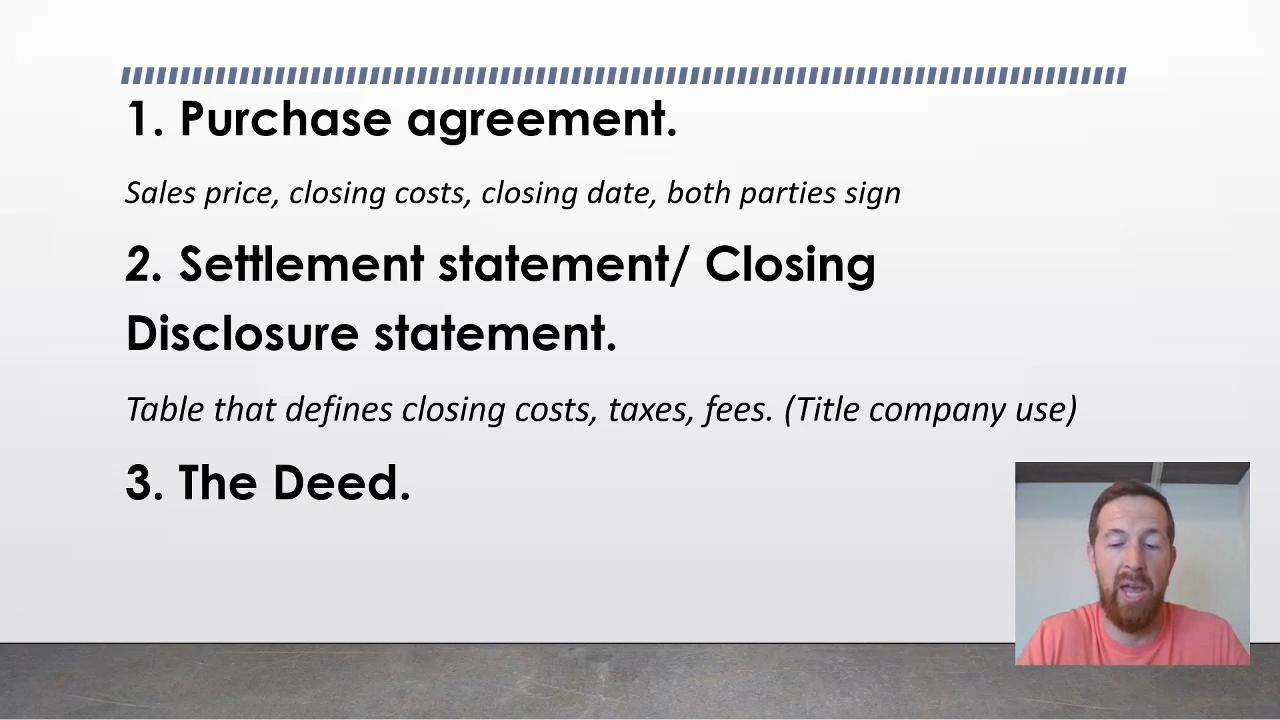 1. Purchase agreement.
Sales price, closing costs, closing date, both parties sign
2. Settlement statement/ Closing
Disclosure statement.
Table that defines closing costs, taxes, fees. (Title company use)
3. The Deed.